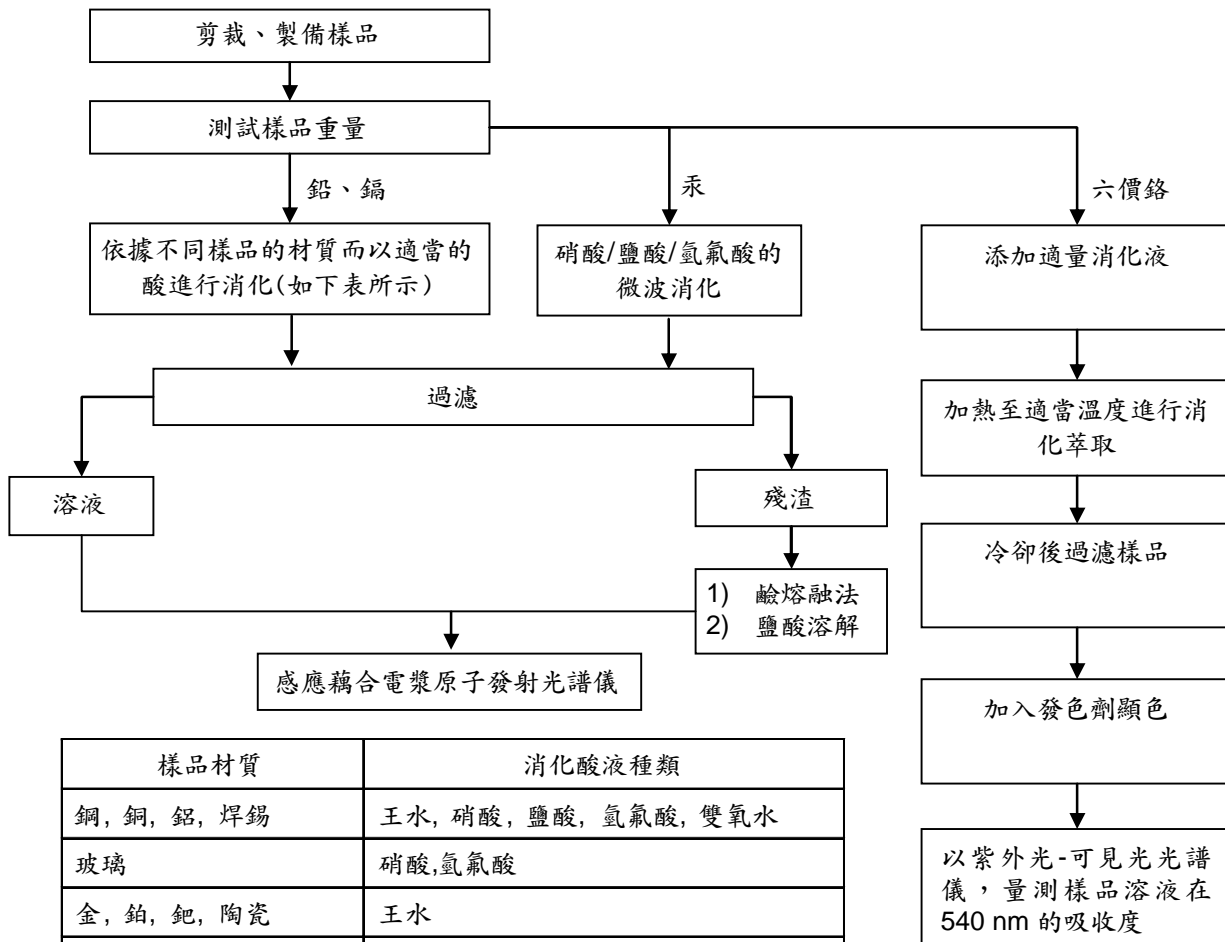 剪裁、製備樣品
測試樣品重量
鉛、鎘
汞
六價鉻
依據不同樣品的材質而以適當的
酸進行消化(如下表所示)
硝酸/鹽酸/氫氟酸的
微波消化
添加適量消化液
過濾
加熱至適當溫度進行消
化萃取
溶液
殘渣
冷卻後過濾樣品
1) 鹼熔融法
2) 鹽酸溶解
感應藕合電漿原子發射光譜儀
加入發色劑顯色
樣品材質 消化酸液種類
鋼, 銅, 鋁, 焊錫 王水, 硝酸, 鹽酸, 氫氟酸, 雙氧水
玻璃 硝酸,氫氟酸
金, 鉑, 鈀, 陶瓷 王水
以紫外光-可見光光譜
儀，量測樣品溶液在
540 nm 的吸收度